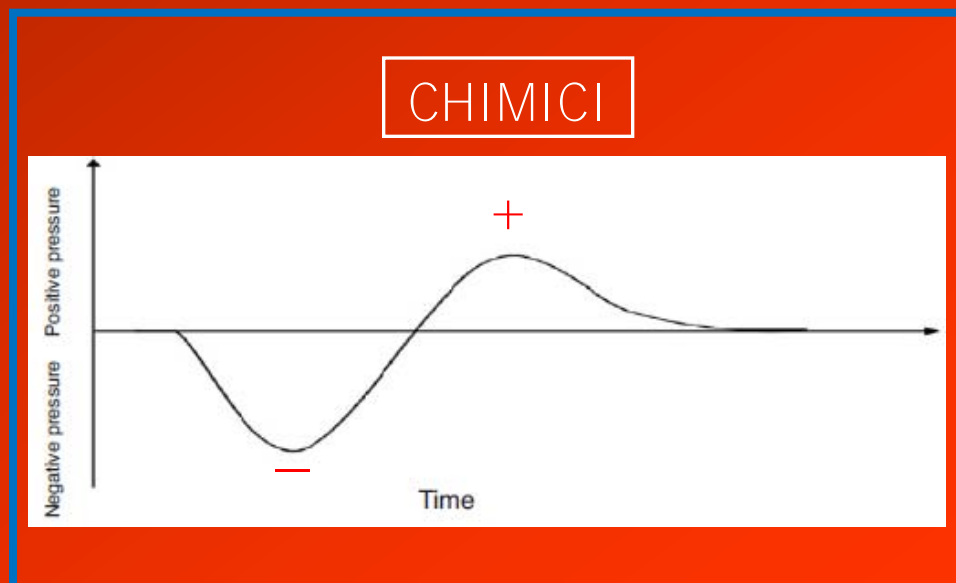 CHIMICI
Positive pressure
+
Negative pressure
−
Time